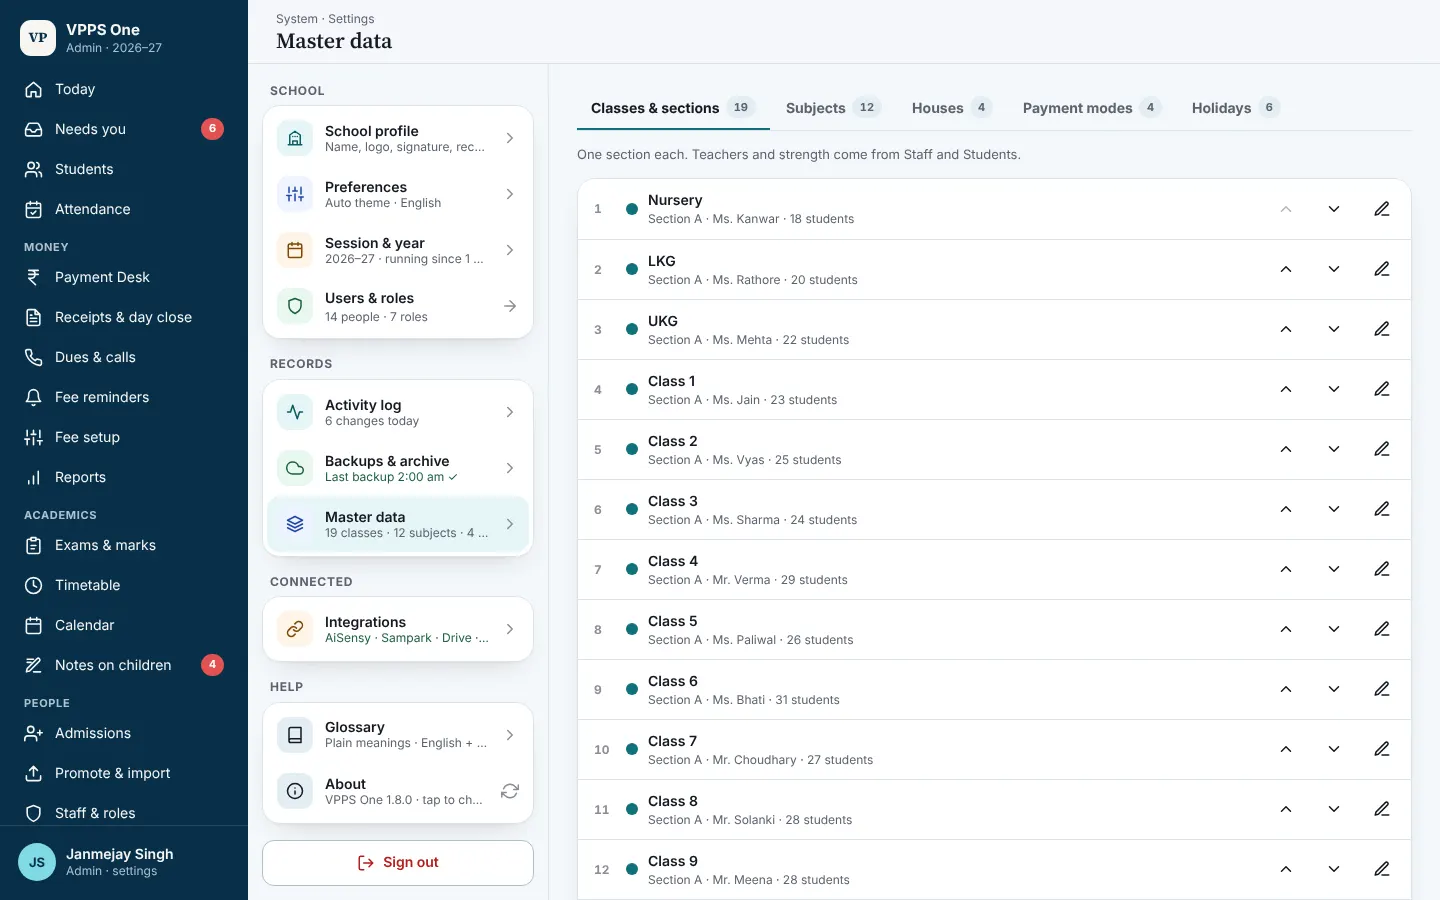 VP
VPPS One
Admin · 2026–27
Today
Needs you 6
Students
Attendance
MONEY
Payment Desk
Receipts & day close
Dues & calls
Fee reminders
Fee setup
Reports
ACADEMICS
Exams & marks
Timetable
Calendar
Notes on children 4
PEOPLE
Admissions
Promote & import
Staff & roles
JS
Janmejay Singh
Admin · settings
System · Settings
Master data
SCHOOL
School profile
Name, logo, signature, rec...
Preferences
Auto theme · English
Session & year
2026–27 · running since 1 ...
Users & roles
14 people · 7 roles
RECORDS
Activity log
6 changes today
Backups & archive
Last backup 2:00 am ✓
Master data
19 classes · 12 subjects · 4 ...
CONNECTED
Integrations
AiSensy · Sampark · Drive ·...
HELP
Glossary
Plain meanings · English + ...
About
VPPS One 1.8.0 · tap to ch...
Sign out
Classes & sections 19 Subjects 12 Houses 4 Payment modes 4 Holidays 6
One section each. Teachers and strength come from Staff and Students.
1 Nursery
Section A · Ms. Kanwar · 18 students
2 LKG
Section A · Ms. Rathore · 20 students
3 UKG
Section A · Ms. Mehta · 22 students
4 Class 1
Section A · Ms. Jain · 23 students
5 Class 2
Section A · Ms. Vyas · 25 students
6 Class 3
Section A · Ms. Sharma · 24 students
7 Class 4
Section A · Mr. Verma · 29 students
8 Class 5
Section A · Ms. Paliwal · 26 students
9 Class 6
Section A · Ms. Bhati · 31 students
10 Class 7
Section A · Mr. Choudhary · 27 students
11 Class 8
Section A · Mr. Solanki · 28 students
12 Class 9
Section A · Mr. Meena · 28 students